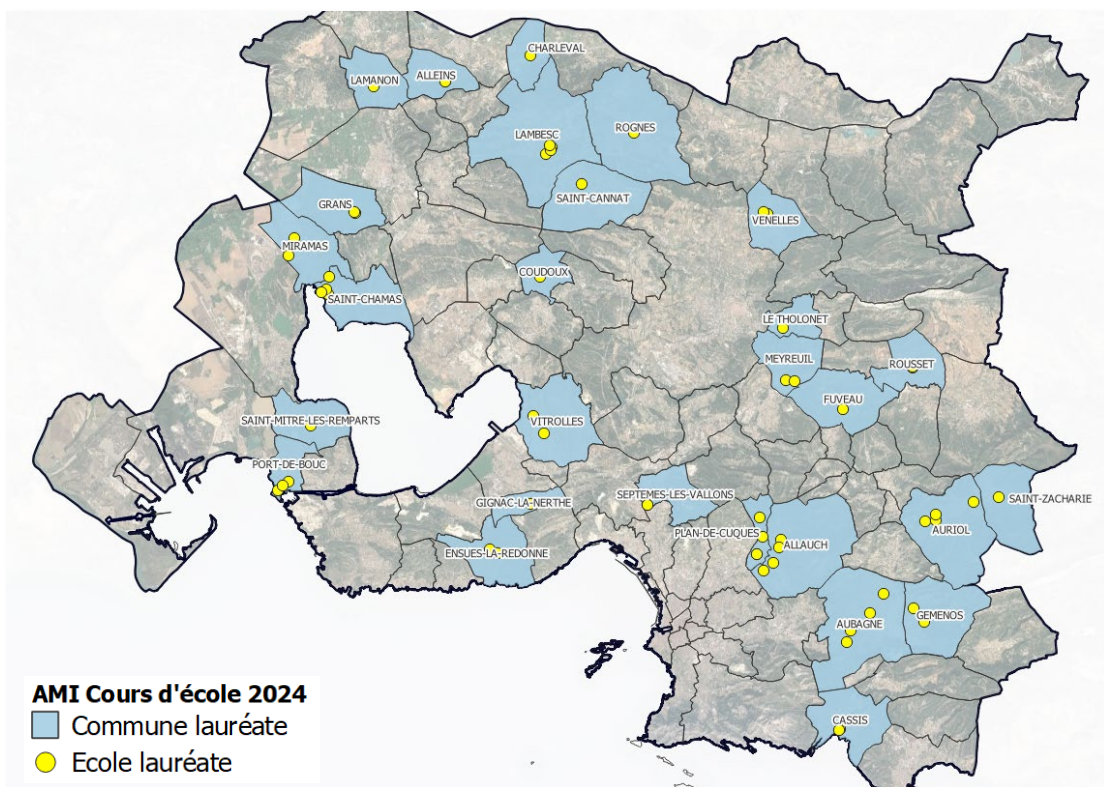 CHARLEVAL
LAMANON
ALLEINS
LAMBESC
ROGNES
SAINT-CANNAT
GRANS
VENELLES
MIRAMAS
COUDOUX
SAINT-CHAMAS
LE THOLONET
MEYREUIL
ROUSSET
FUVEAU
SAINT-MITRE-LES-REMPARTS
VITROLLES
PORT-DE-BOUC
SEPTEMES-LES-VALLONS
SAINT-ZACHARIE
GIGNAC-LA-NERTHE
AURIOL
PLAN-DE-CUQUES
ALLAUCH
ENSUES-LA-REDONNE
GEMENOS
AUBAGNE
CASSIS
AMI Cours d'école 2024
Commune lauréate
Ecole lauréate